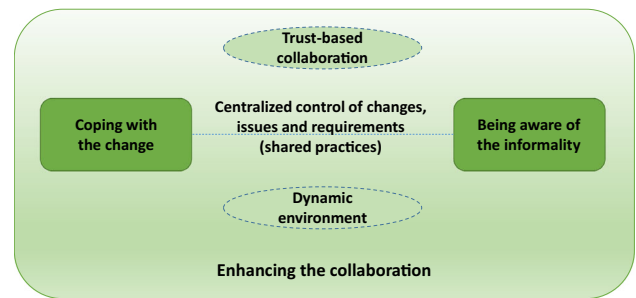 Trust-based
collaboration
Coping with
the change
Centralized control of changes,
issues and requirements
(shared practices)
Being aware of
the informality
Dynamic
environment
Enhancing the collaboration